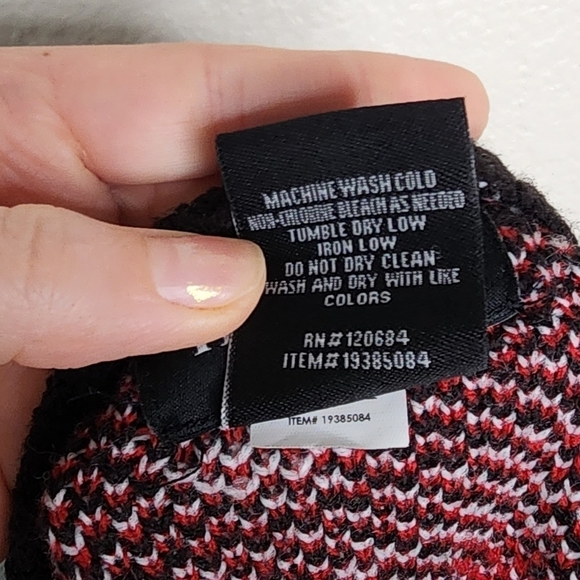 MACHINE WASH COLD
NON-CHLORINE BLEACH AS NEEDED
TUMBLE DRY LOW
IRON LOW
DO NOT DRY CLEAN
WASH AND DRY WITH LIKE
COLORS
RN#120684
ITEM#19385084
ITEM# 19385084